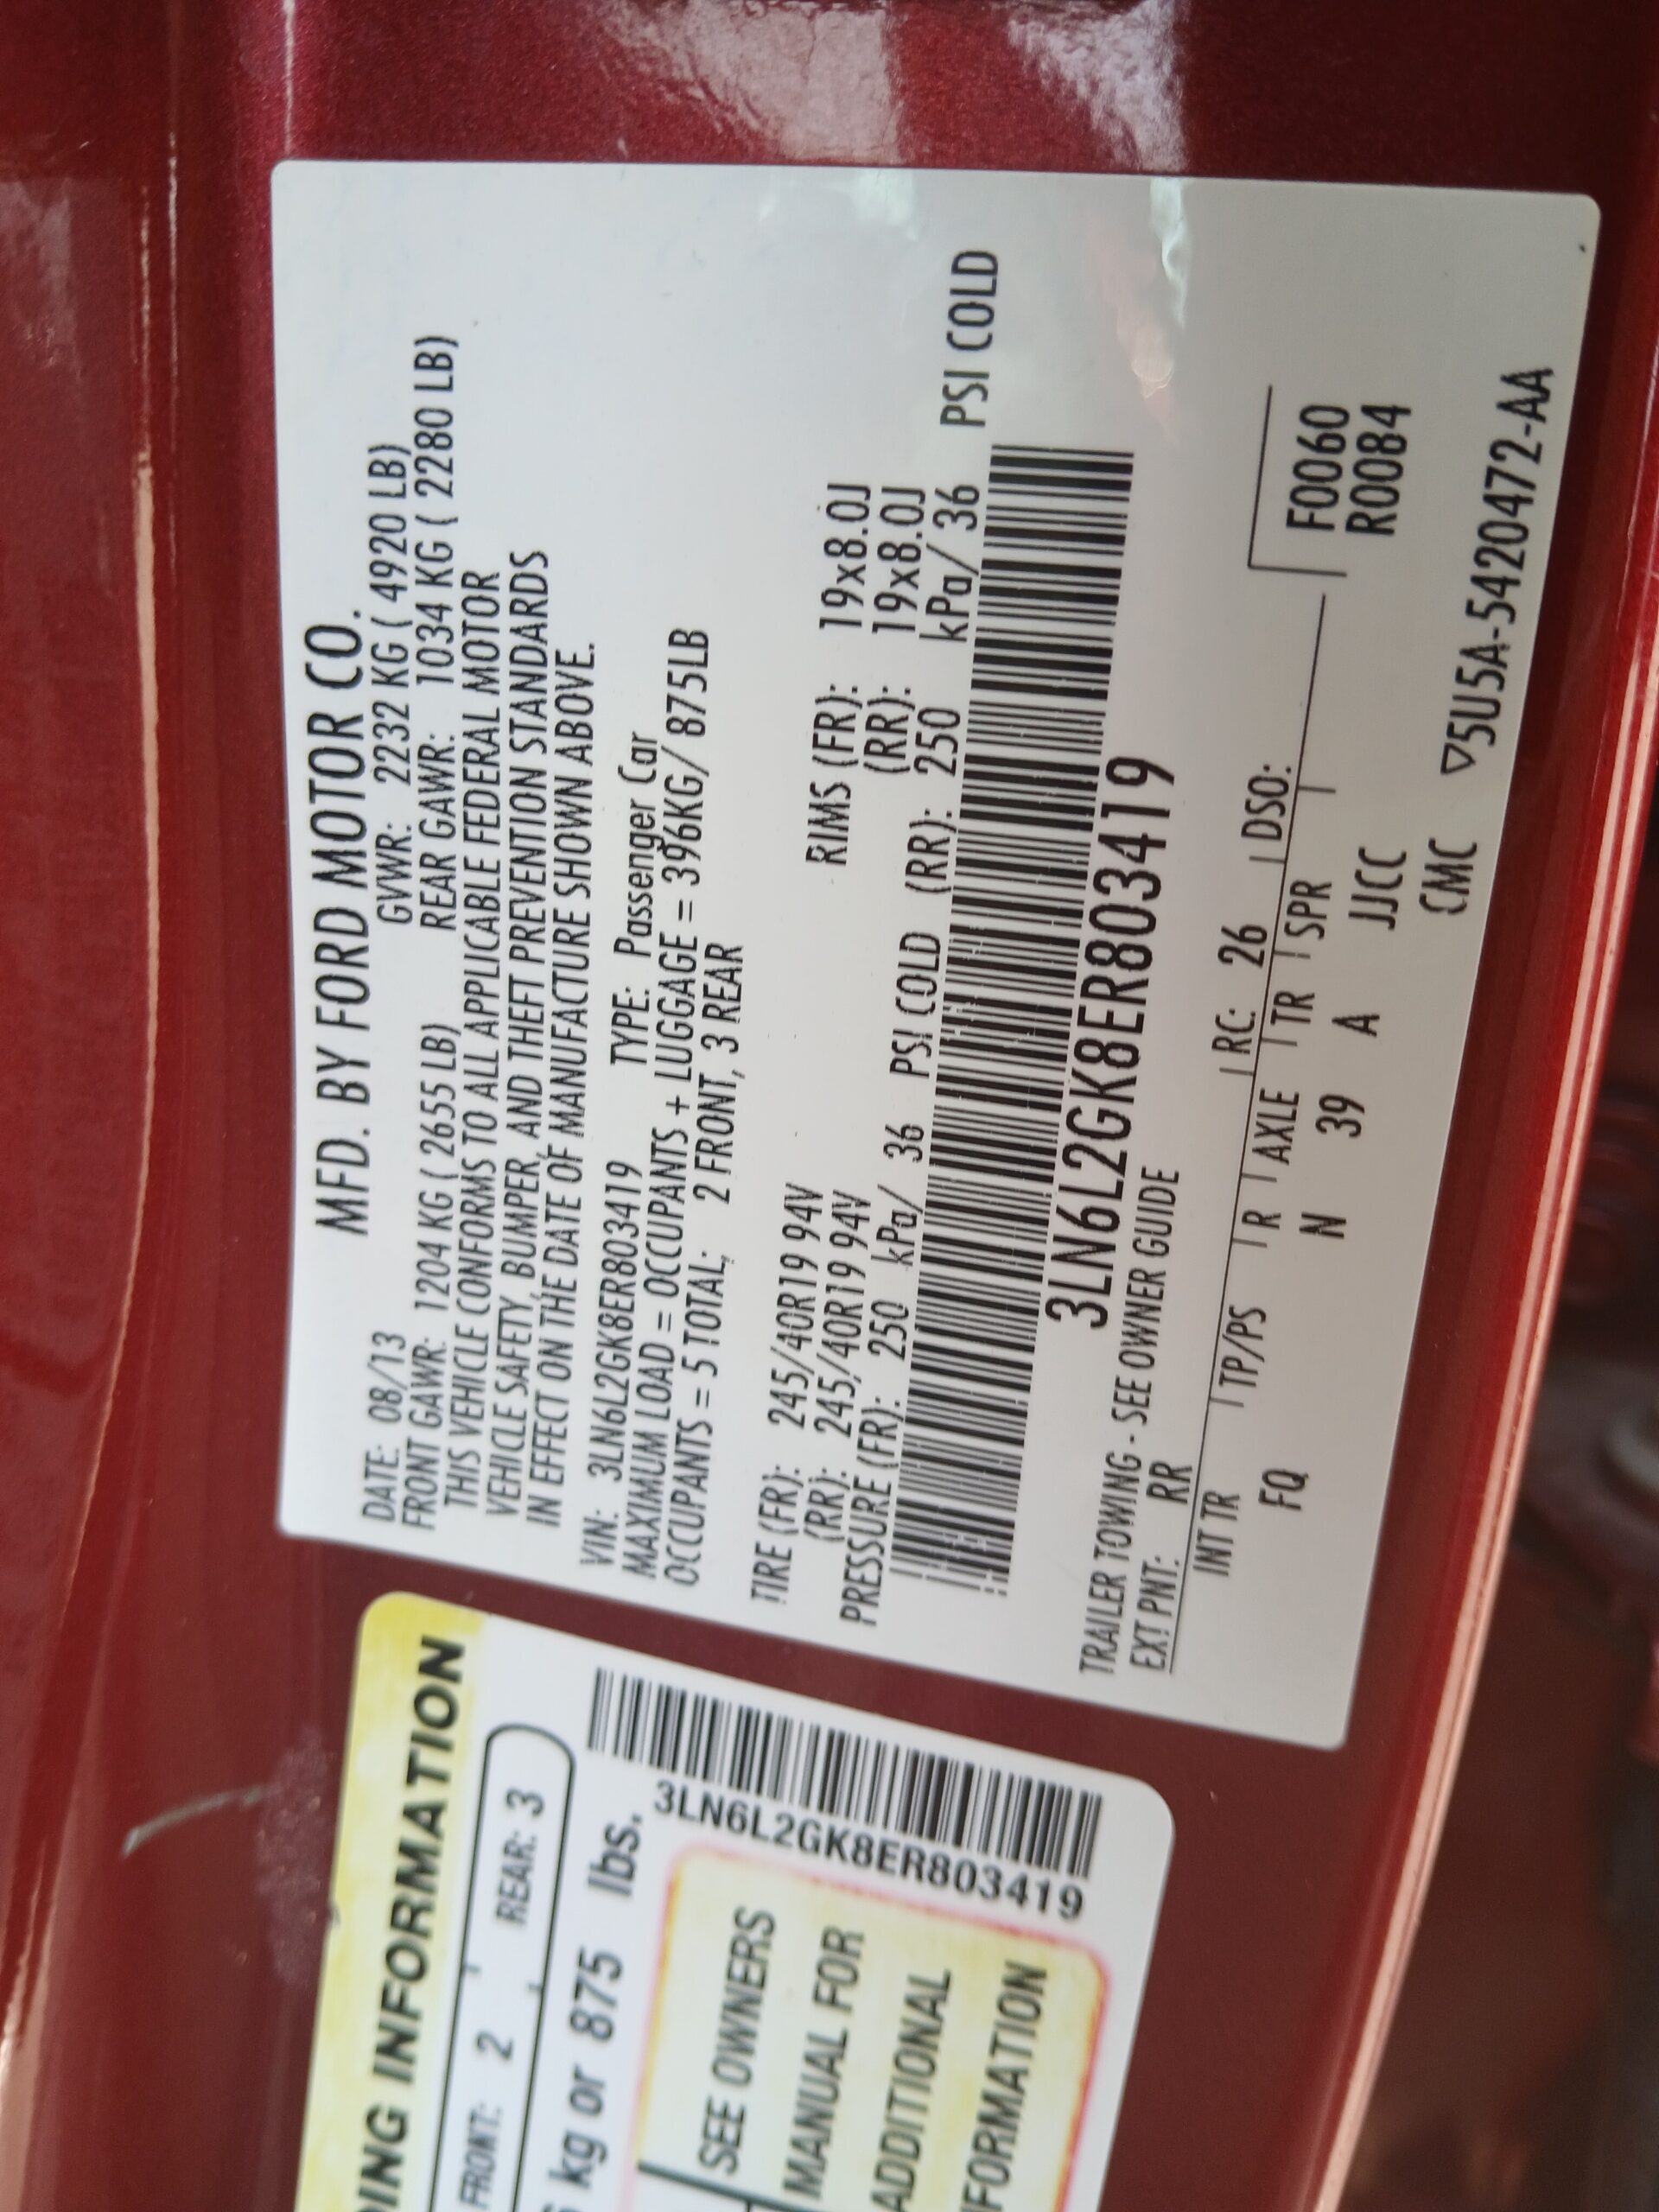 MFD. BY FORD MOTOR CO.
DATE: 08/13 GVWR: 2232 KG ( 4920 LB)
FRONT GAWR: 1204 KG ( 2655 LB) REAR GAWR: 1034 KG ( 2280 LB)
THIS VEHICLE CONFORMS TO ALL APPLICABLE FEDERAL MOTOR
VEHICLE SAFETY, BUMPER, AND THEFT PREVENTION STANDARDS
IN EFFECT ON THE DATE OF MANUFACTURE SHOWN ABOVE.
VIN: 3LN6L2GK8ER803419 TYPE: Passenger Car
MAXIMUM LOAD = OCCUPANTS + LUGGAGE = 396KG/ 875LB
OCCUPANTS = 5 TOTAL; 2 FRONT, 3 REAR
TIRE (FR): 245/40R19 94V RIMS (FR): 19x8.0J
(RR): 245/40R19 94V (RR): 19x8.0J
PRESSURE (FR): 250 kPa/ 36 PSI COLD (RR): 250 kPa/ 36 PSI COLD
3LN6L2GK8ER803419
TRAILER TOWING - SEE OWNER GUIDE
EXT PNT: RR RC: 26 DSO:
INT TR TP/PS R AXLE TR SPR
FQ N 39 A JJCC
F0060
R0084
CMC ▽5U5A-5420472-AA
DING INFORMATION
FRONT: 2 REAR: 3
kg or 875 lbs.
3LN6L2GK8ER803419
SEE OWNERS
MANUAL FOR
ADDITIONAL
FORMATION